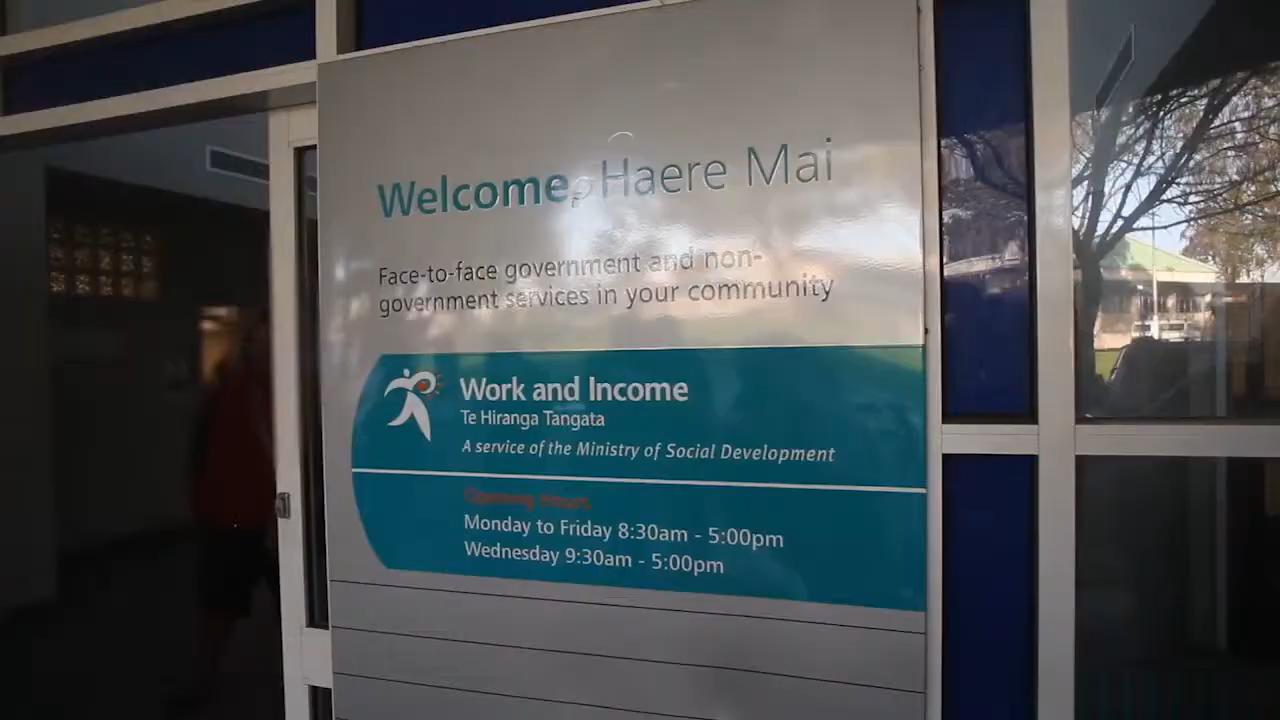 Welcome, Haere Mai
Face-to-face government and non-
government services in your community
Work and Income
Te Hiranga Tangata
A service of the Ministry of Social Development
Opening Hours
Monday to Friday 8:30am - 5:00pm
Wednesday 9:30am - 5:00pm